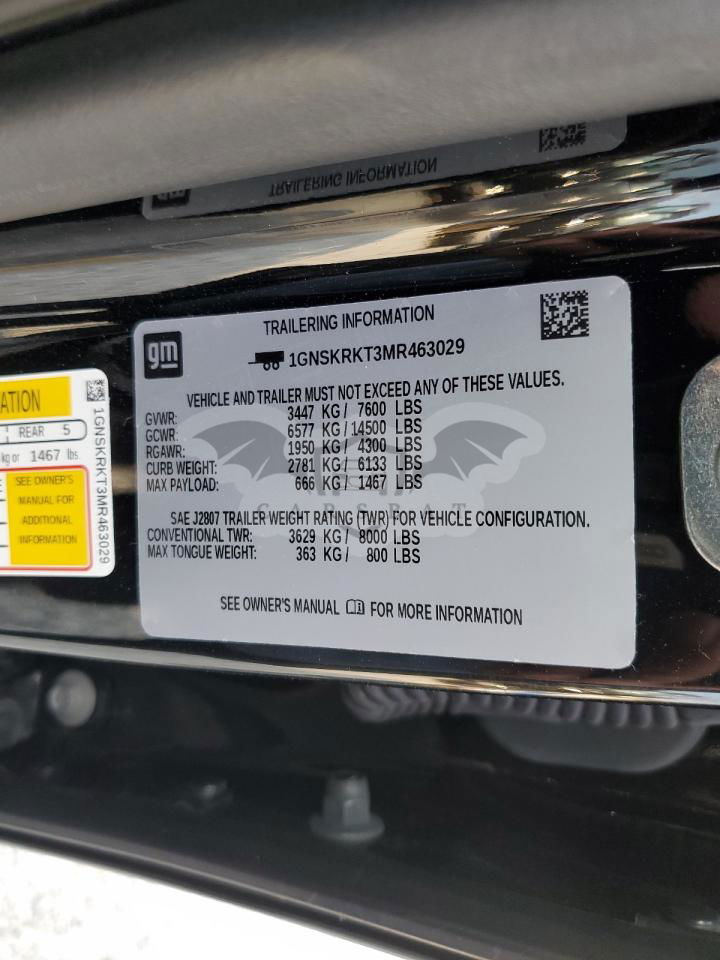 TRAILERING INFORMATION
gm
TRAILERING INFORMATION
gm
1GNSKRKT3MR463029
VEHICLE AND TRAILER MUST NOT EXCEED ANY OF THESE VALUES.
GVWR: 3447 KG / 7600 LBS
GCWR: 6577 KG / 14500 LBS
RGAWR: 1950 KG / 4300 LBS
CURB WEIGHT: 2781 KG / 6133 LBS
MAX PAYLOAD: 666 KG / 1467 LBS
CARSBAT
SAE J2807 TRAILER WEIGHT RATING (TWR) FOR VEHICLE CONFIGURATION.
CONVENTIONAL TWR: 3629 KG / 8000 LBS
MAX TONGUE WEIGHT: 363 KG / 800 LBS
SEE OWNER'S MANUAL FOR MORE INFORMATION
REAR 5
kg or 1467 lbs.
SEE OWNER'S
MANUAL FOR
ADDITIONAL
INFORMATION
1GNSKRKT3MR463029